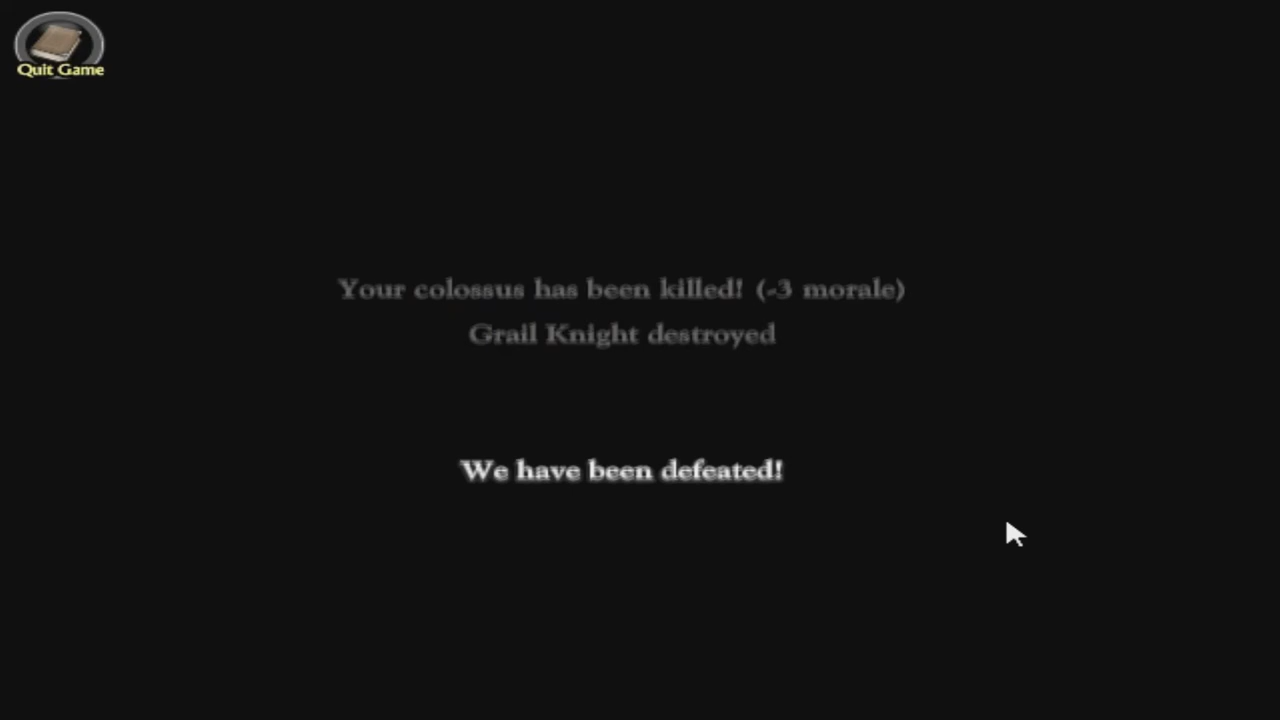 Quit Game
Your colossus has been killed! (-3 morale)
Grail Knight destroyed
We have been defeated!